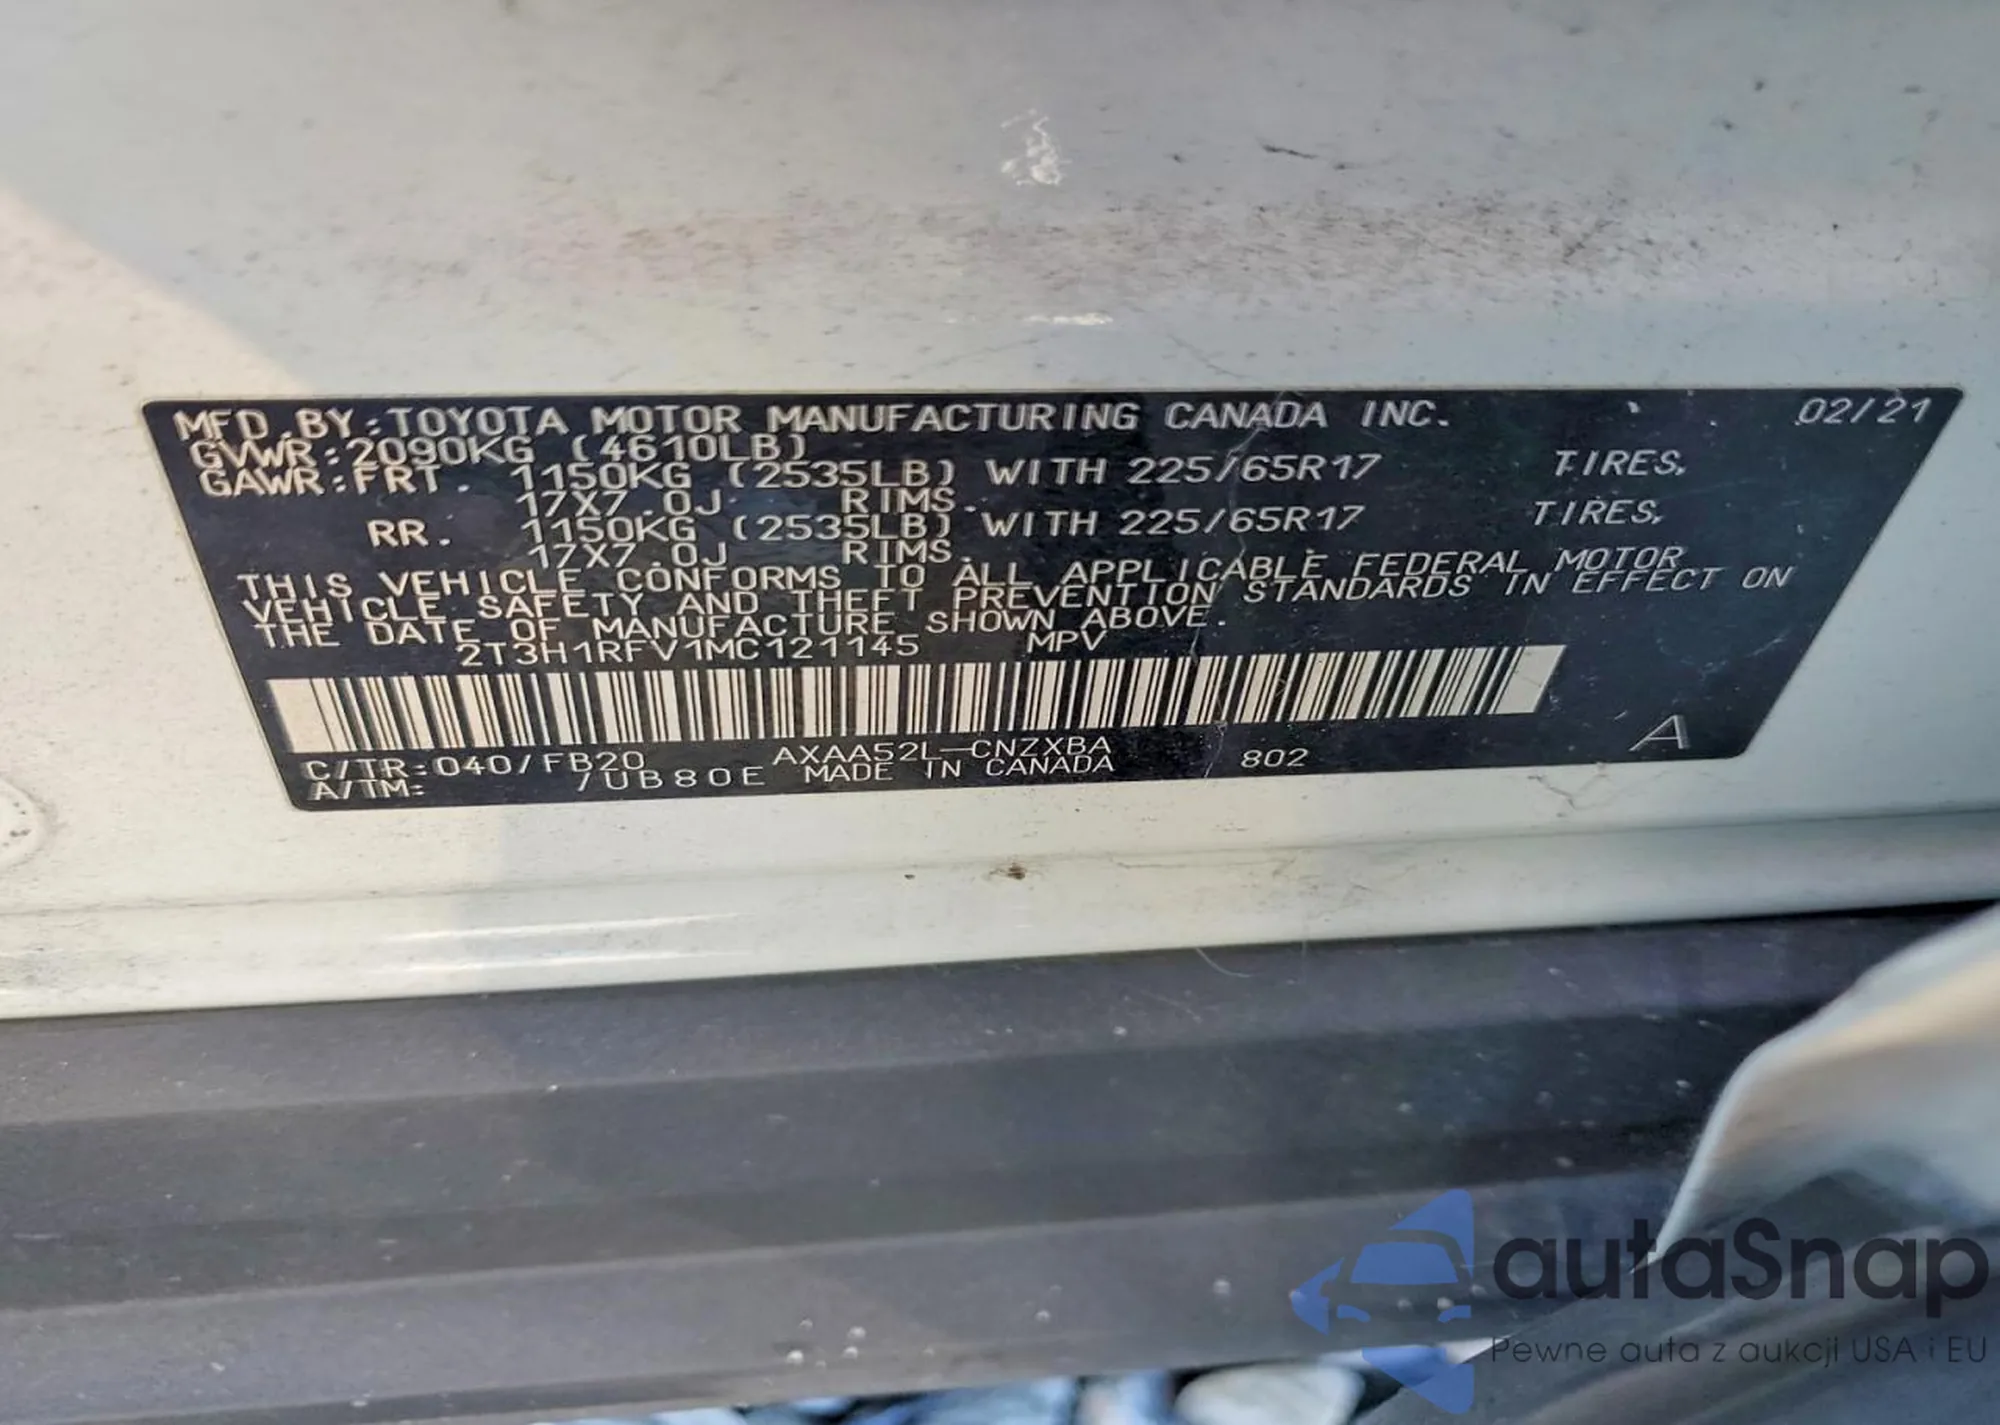 MFD.BY:TOYOTA MOTOR MANUFACTURING CANADA INC. 02/21
GVWR:2090KG (4610LB)
GAWR:FRT. 1150KG (2535LB) WITH 225/65R17 TIRES,
17X7.0J RIMS.
RR. 1150KG (2535LB) WITH 225/65R17 TIRES,
17X7.0J RIMS.
THIS VEHICLE CONFORMS TO ALL APPLICABLE FEDERAL MOTOR
VEHICLE SAFETY AND THEFT PREVENTION STANDARDS IN EFFECT ON
THE DATE OF MANUFACTURE SHOWN ABOVE.
2T3H1RFV1MC121145 MPV
C/TR:040/FB20 AXAA52L-CNZXBA 802 A
A/TM: /UB80E MADE IN CANADA
autaSnap
Pewne auta z aukcji USA i EU